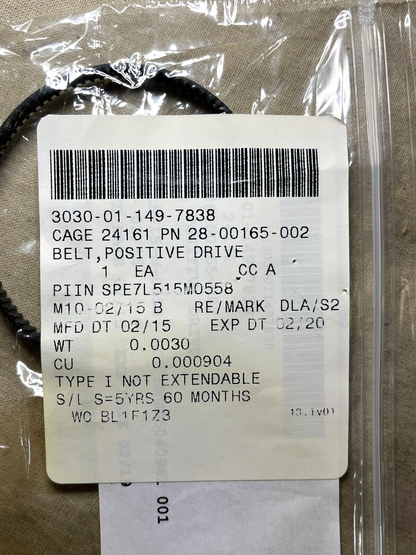 3030-01-149-7838
CAGE 24161 PN 28-00165-002
BELT,POSITIVE DRIVE
1 EA CC A
PIIN SPE7L515M0558
M10-02/15 B RE/MARK DLA/S2
MFD DT 02/15 EXP DT 02/20
WT 0.0030
CU 0.000904
TYPE I NOT EXTENDABLE
S/L S=5YRS 60 MONTHS
WO BL1F1Z3
13.1v01
001